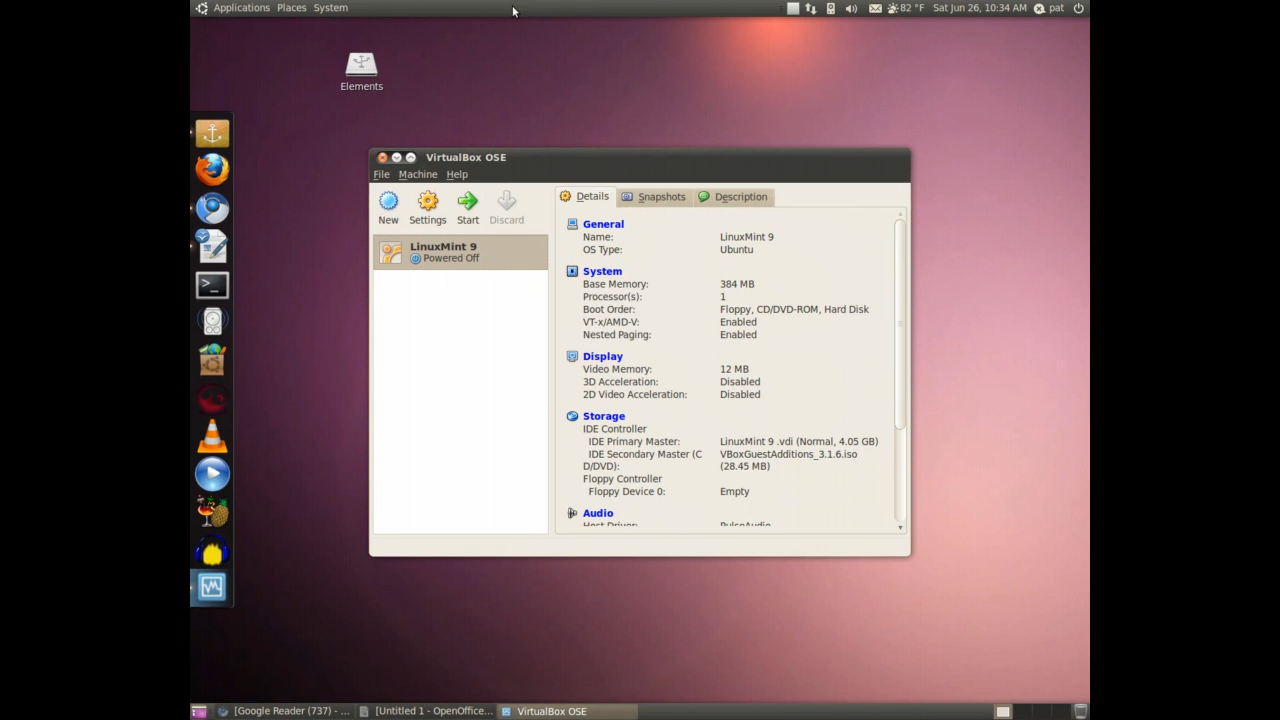 Applications Places System
82 °F Sat Jun 26, 10:34 AM pat
Elements
VirtualBox OSE
File Machine Help
New Settings Start Discard
Details Snapshots Description
LinuxMint 9
Powered Off
General
Name: LinuxMint 9
OS Type: Ubuntu
System
Base Memory: 384 MB
Processor(s): 1
Boot Order: Floppy, CD/DVD-ROM, Hard Disk
VT-x/AMD-V: Enabled
Nested Paging: Enabled
Display
Video Memory: 12 MB
3D Acceleration: Disabled
2D Video Acceleration: Disabled
Storage
IDE Controller
IDE Primary Master: LinuxMint 9 .vdi (Normal, 4.05 GB)
IDE Secondary Master (C VBoxGuestAdditions_3.1.6.iso
D/DVD): (28.45 MB)
Floppy Controller
Floppy Device 0: Empty
Audio
Host Driver: PulseAudio
[Google Reader (737) - ... [Untitled 1 - OpenOffice... VirtualBox OSE